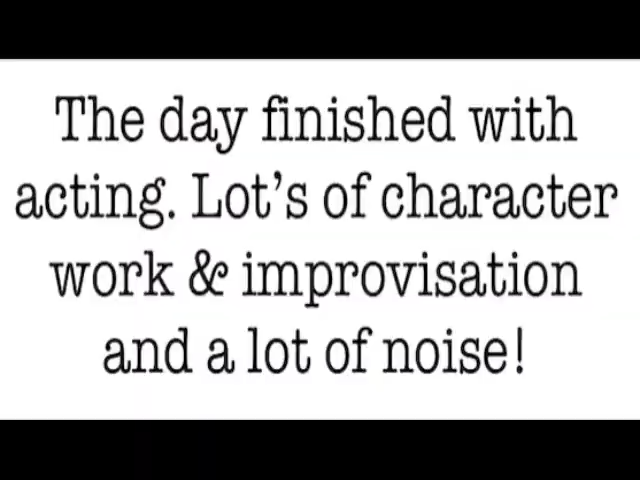 The day finished with
acting. Lot’s of character
work & improvisation
and a lot of noise!